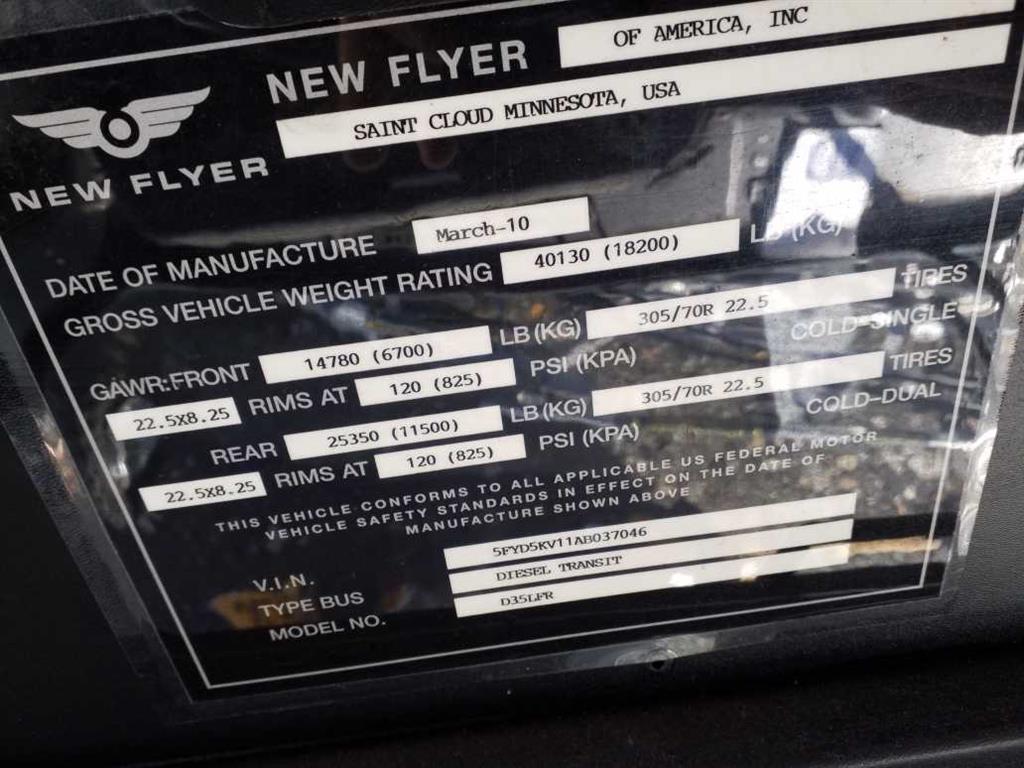 NEW FLYER OF AMERICA, INC
SAINT CLOUD MINNESOTA, USA
NEW FLYER
DATE OF MANUFACTURE March-10
GROSS VEHICLE WEIGHT RATING 40130 (18200) LB (KG)
GAWR:FRONT 14780 (6700) LB (KG) 305/70R 22.5 TIRES
22.5X8.25 RIMS AT 120 (825) PSI (KPA) COLD-SINGLE
REAR 25350 (11500) LB (KG) 305/70R 22.5 TIRES
22.5X8.25 RIMS AT 120 (825) PSI (KPA) COLD-DUAL
THIS VEHICLE CONFORMS TO ALL APPLICABLE US FEDERAL MOTOR
VEHICLE SAFETY STANDARDS IN EFFECT ON THE DATE OF
MANUFACTURE SHOWN ABOVE
V.I.N. 5FYD5KV11AB037046
TYPE BUS DIESEL TRANSIT
MODEL NO. D35LFR